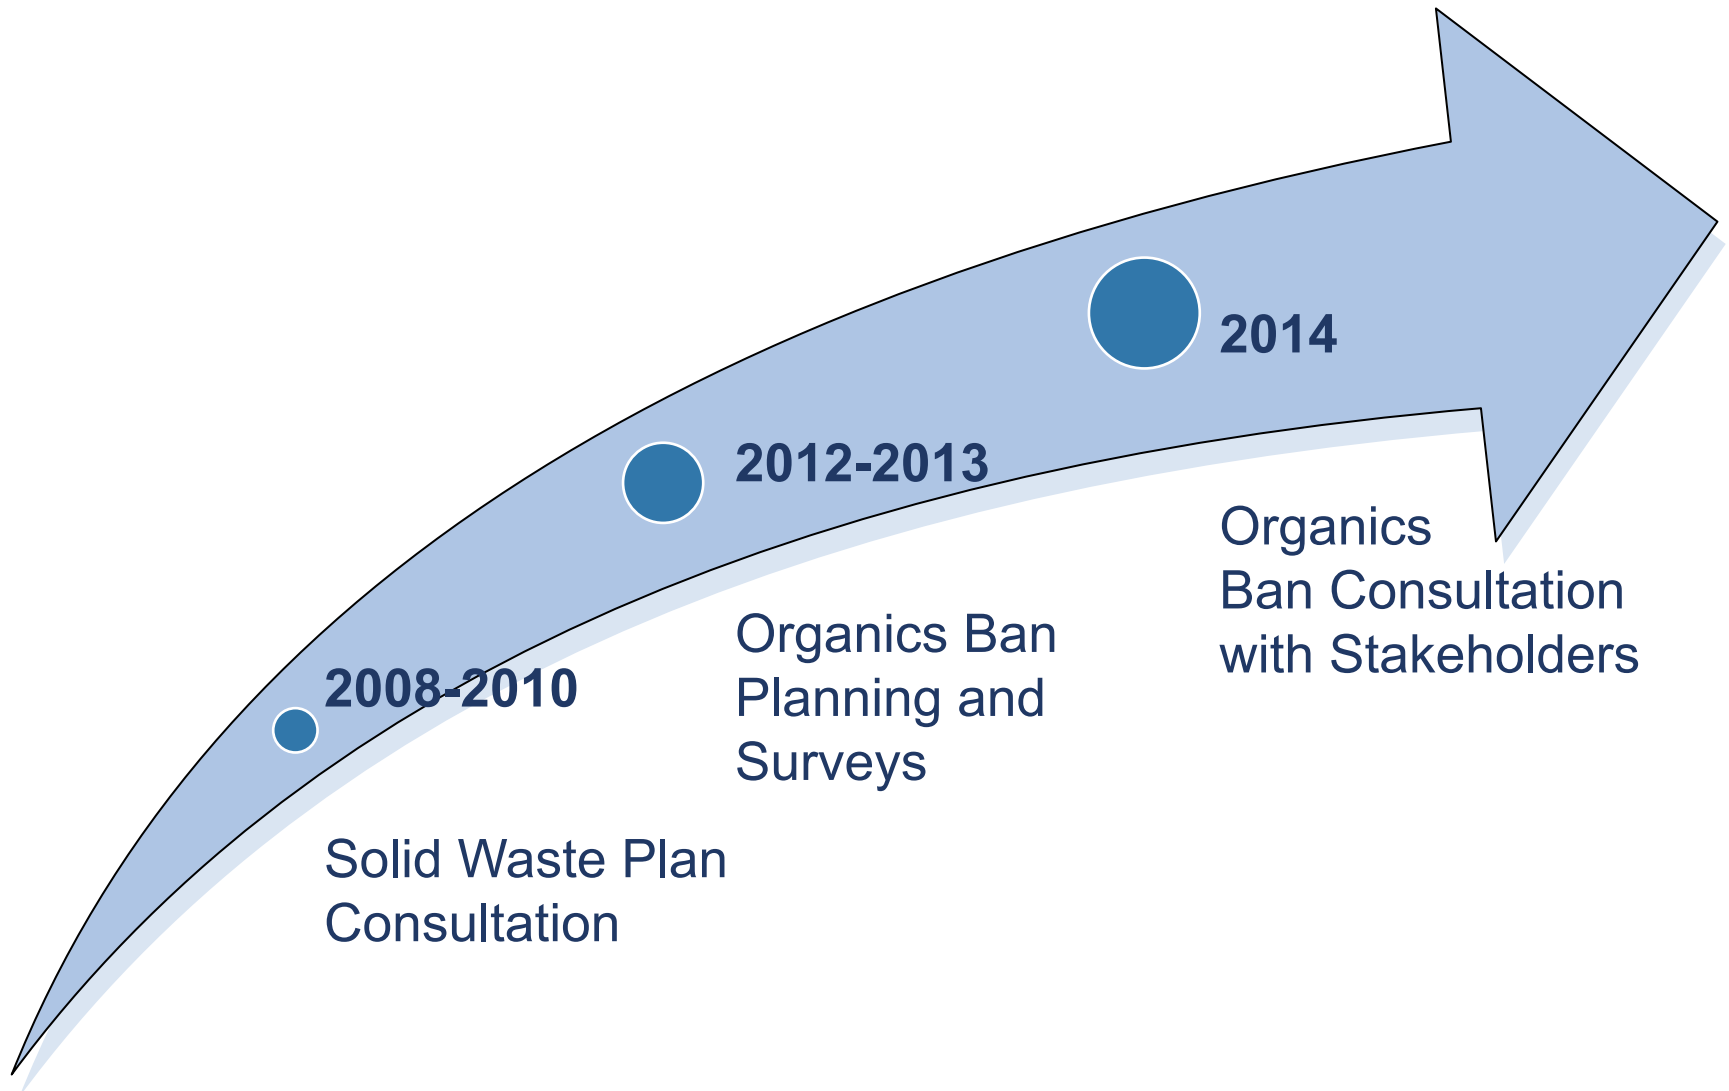 2008-2010
Solid Waste Plan
Consultation
2012-2013
Organics Ban
Planning and
Surveys
2014
Organics
Ban Consultation
with Stakeholders